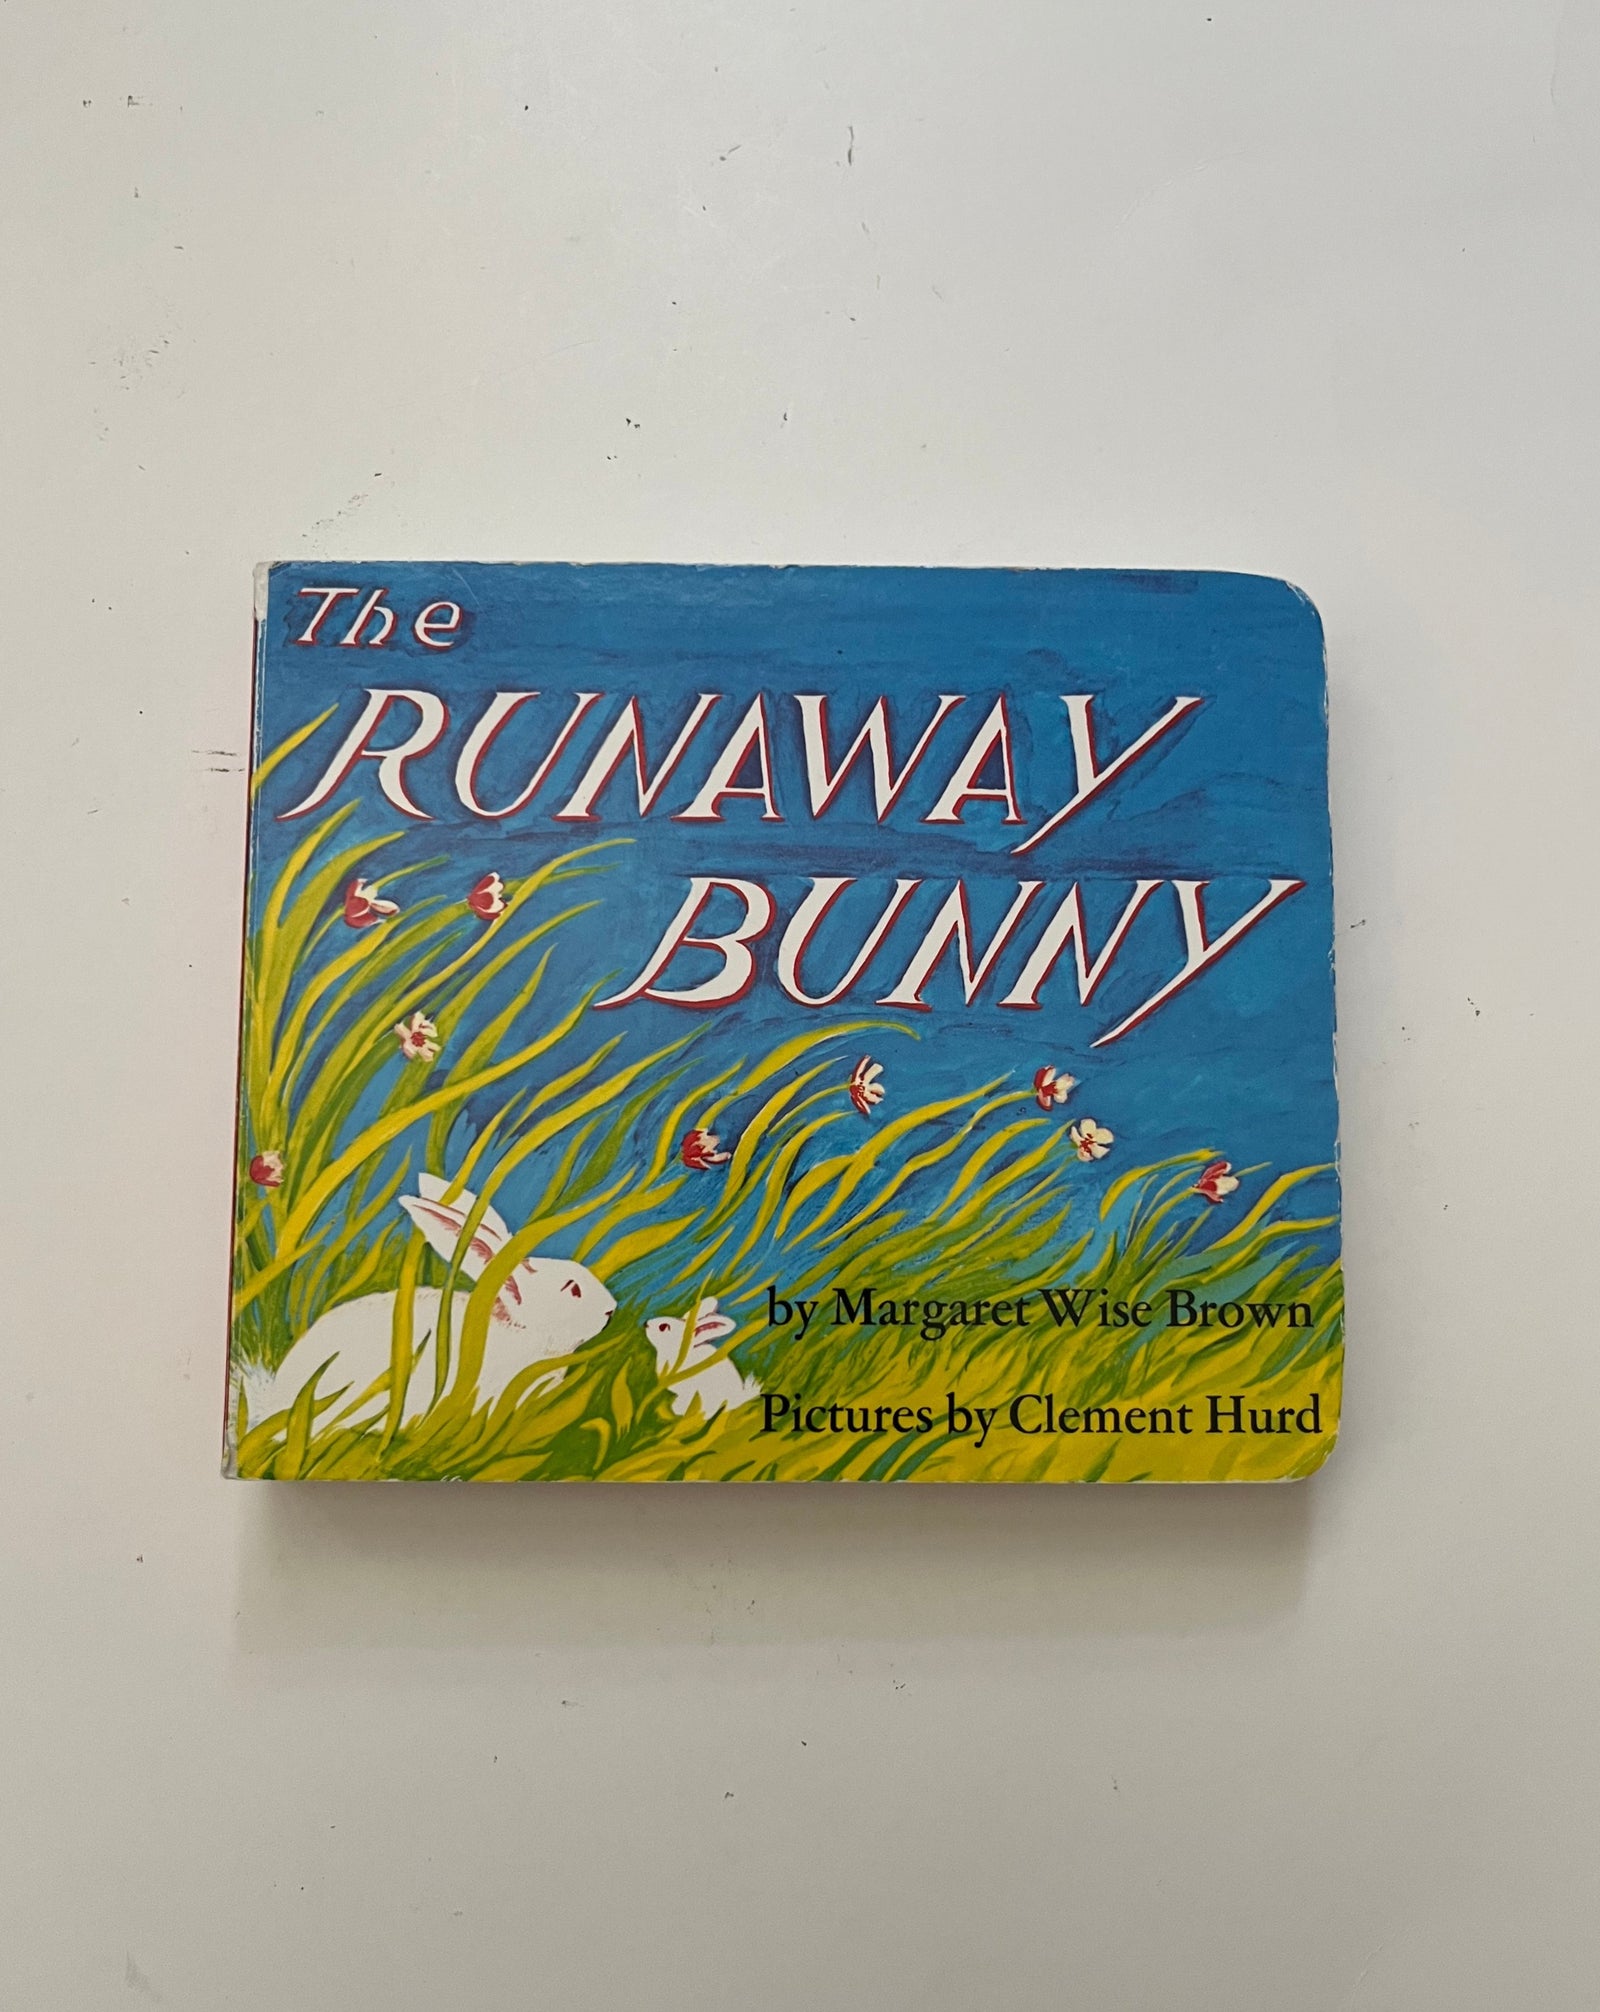 The
RUNAWAY
BUNNY
by Margaret Wise Brown
Pictures by Clement Hurd